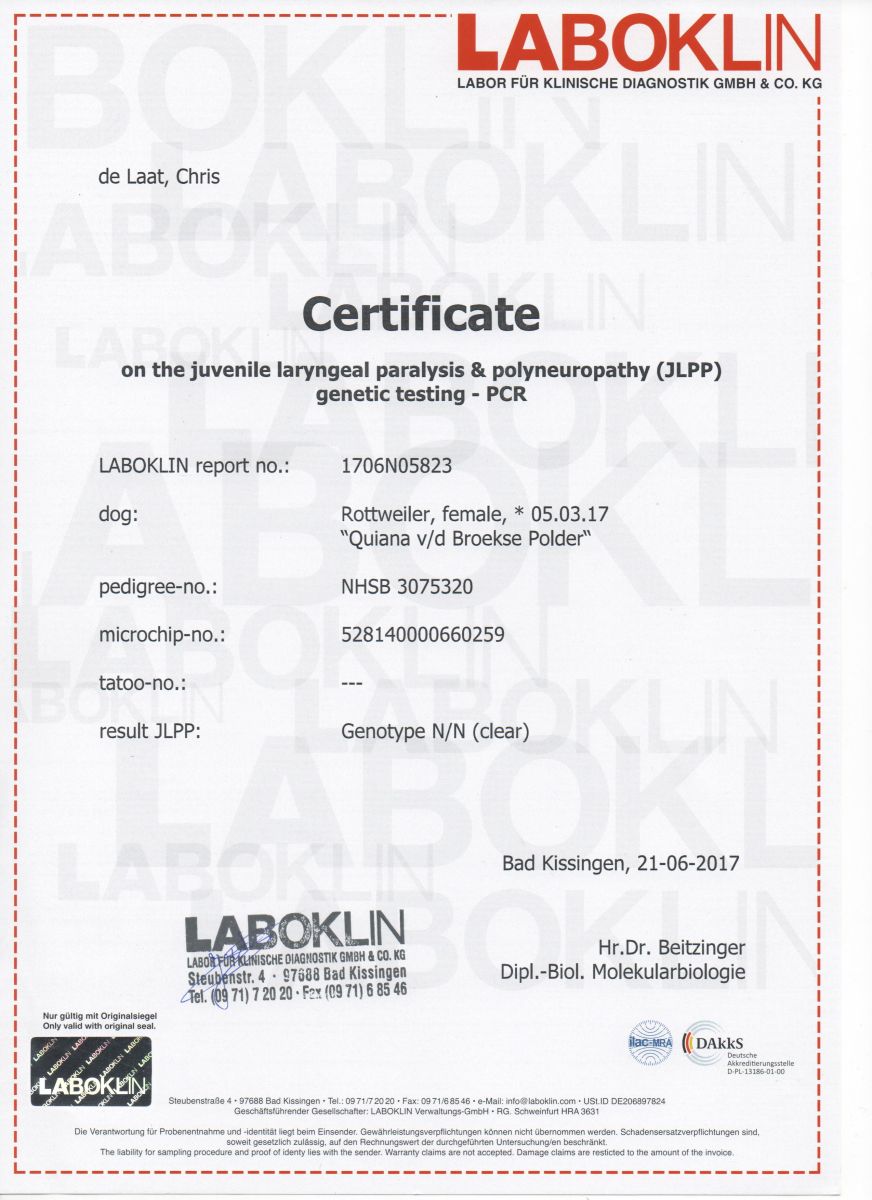 LABOKLIN
LABOR FÜR KLINISCHE DIAGNOSTIK GMBH & CO. KG
de Laat, Chris
Certificate
on the juvenile laryngeal paralysis & polyneuropathy (JLPP)
genetic testing - PCR
LABOKLIN report no.: 1706N05823
dog: Rottweiler, female, * 05.03.17
“Quiana v/d Broekse Polder“
pedigree-no.: NHSB 3075320
microchip-no.: 528140000660259
tatoo-no.: ---
result JLPP: Genotype N/N (clear)
Bad Kissingen, 21-06-2017
LABOKLIN
LABOR FÜR KLINISCHE DIAGNOSTIK GMBH & CO. KG
Steubenstr. 4 · 97688 Bad Kissingen
Tel. (09 71) 7 20 20 · Fax (09 71) 6 85 46
Hr.Dr. Beitzinger
Dipl.-Biol. Molekularbiologie
Nur gültig mit Originalsiegel
Only valid with original seal.
LABOKLIN
ilac-MRA
DAkkS
Deutsche
Akkreditierungsstelle
D-PL-13186-01-00
Steubenstraße 4 • 97688 Bad Kissingen • Tel.: 09 71/7 20 20 • Fax: 09 71/6 85 46 • e-Mail: info@laboklin.com • USt.ID DE206897824
Geschäftsführender Gesellschafter: LABOKLIN Verwaltungs-GmbH • RG. Schweinfurt HRA 3631
Die Verantwortung für Probenentnahme und -identität liegt beim Einsender. Gewährleistungsverpflichtungen können nicht übernommen werden. Schadensersatzverpflichtungen sind,
soweit gesetzlich zulässig, auf den Rechnungswert der durchgeführten Untersuchung/en beschränkt.
The liability for sampling procedure and proof of identy lies with the sender. Warranty claims are not accepted. Damage claims are resticted to the amount of the invoice.